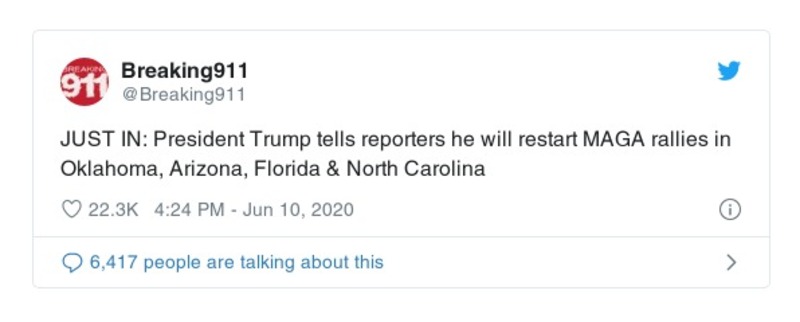 BREAKING
911
Breaking911
@Breaking911
JUST IN: President Trump tells reporters he will restart MAGA rallies in
Oklahoma, Arizona, Florida & North Carolina
22.3K 4:24 PM - Jun 10, 2020
6,417 people are talking about this